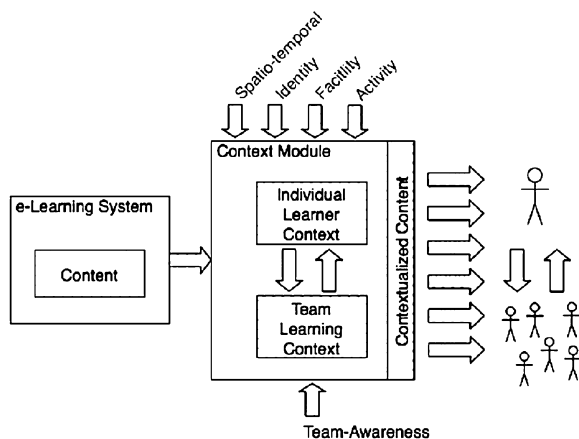 Spatio-temporal
Identity
Facitlity
Activity
Context Module
Contextualized Content
e-Learning System
Content
Individual
Learner
Context
Team
Learning
Context
Team-Awareness